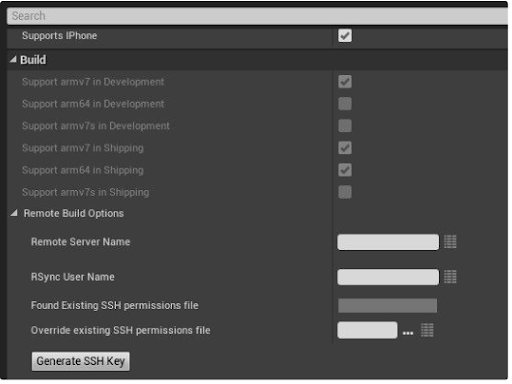 Search
Supports IPhone
Build
Support armv7 in Development
Support arm64 in Development
Support armv7s in Development
Support armv7 in Shipping
Support arm64 in Shipping
Support armv7s in Shipping
Remote Build Options
Remote Server Name
RSync User Name
Found Existing SSH permissions file
Override existing SSH permissions file
...
Generate SSH Key